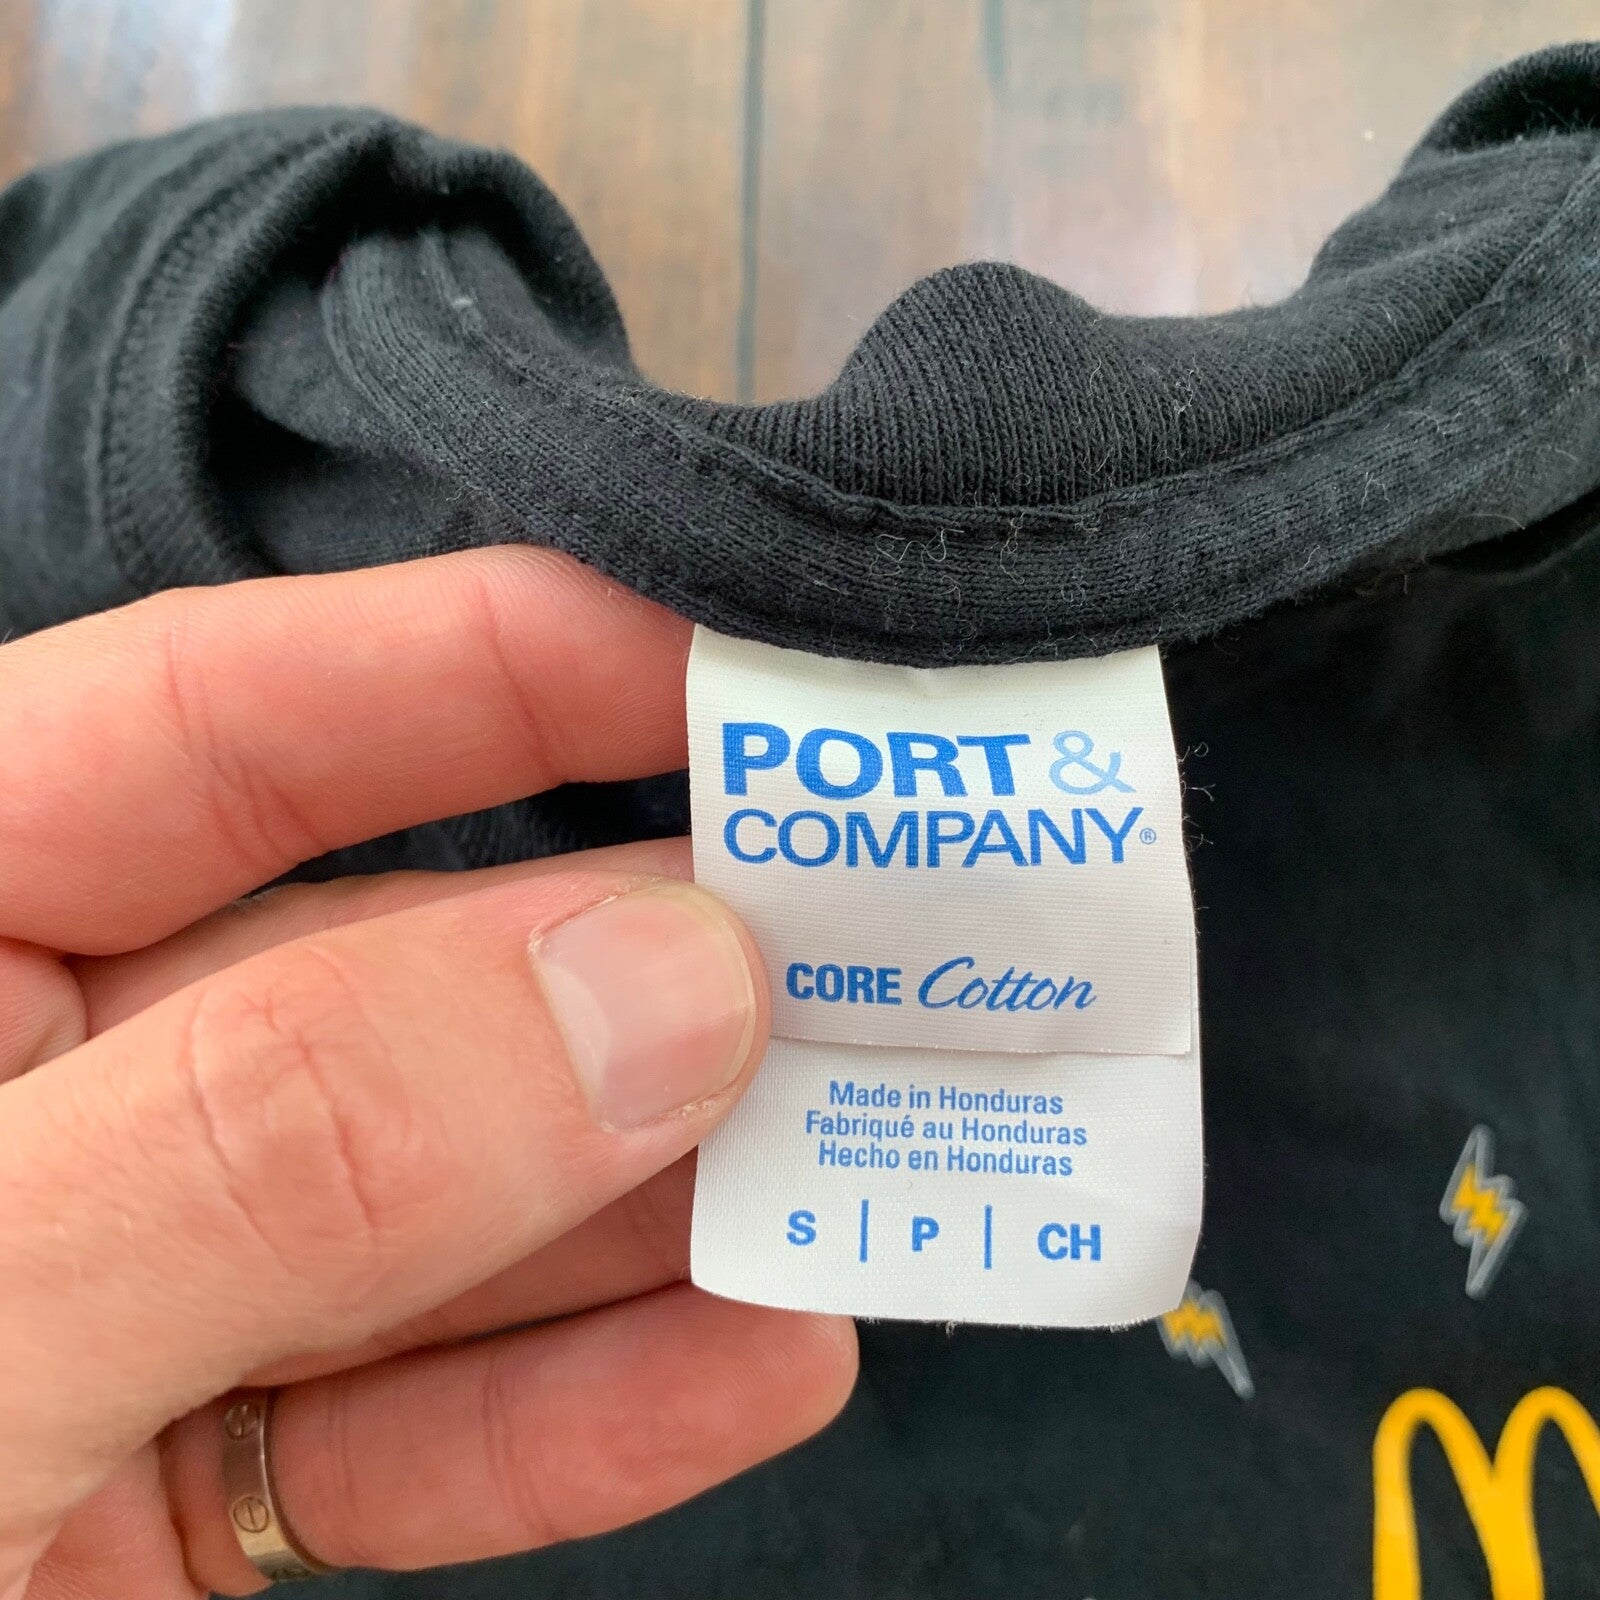 PORT &
COMPANY®
CORE Cotton
Made in Honduras
Fabriqué au Honduras
Hecho en Honduras
S | P | CH